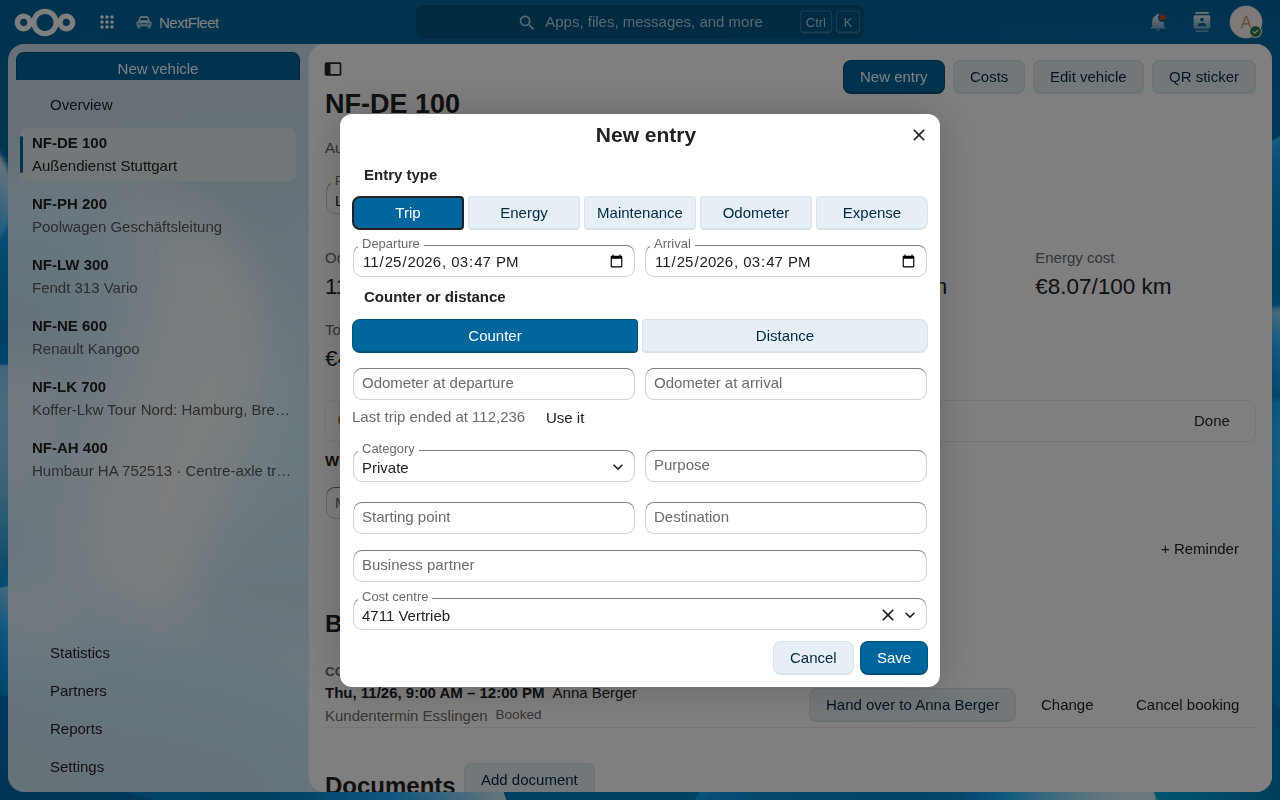 NextFleet
Apps, files, messages, and more
Ctrl
K
A
New vehicle
Overview
NF-DE 100
Außendienst Stuttgart
NF-PH 200
Poolwagen Geschäftsleitung
NF-LW 300
Fendt 313 Vario
NF-NE 600
Renault Kangoo
NF-LK 700
Koffer-Lkw Tour Nord: Hamburg, Bre…
NF-AH 400
Humbaur HA 752513 · Centre-axle tr…
Statistics
Partners
Reports
Settings
New entry
Costs
Edit vehicle
QR sticker
NF-DE 100
Energy cost
€8.07/100 km
Done
+ Reminder
New entry
Entry type
Trip
Energy
Maintenance
Odometer
Expense
Departure
11/25/2026, 03:47 PM
Arrival
11/25/2026, 03:47 PM
Counter or distance
Counter
Distance
Odometer at departure
Odometer at arrival
Last trip ended at 112,236
Use it
Category
Private
Purpose
Starting point
Destination
Business partner
Cost centre
4711 Vertrieb
Cancel
Save
Thu, 11/26, 9:00 AM – 12:00 PM Anna Berger
Kundentermin Esslingen Booked
Hand over to Anna Berger
Change
Cancel booking
Documents
Add document